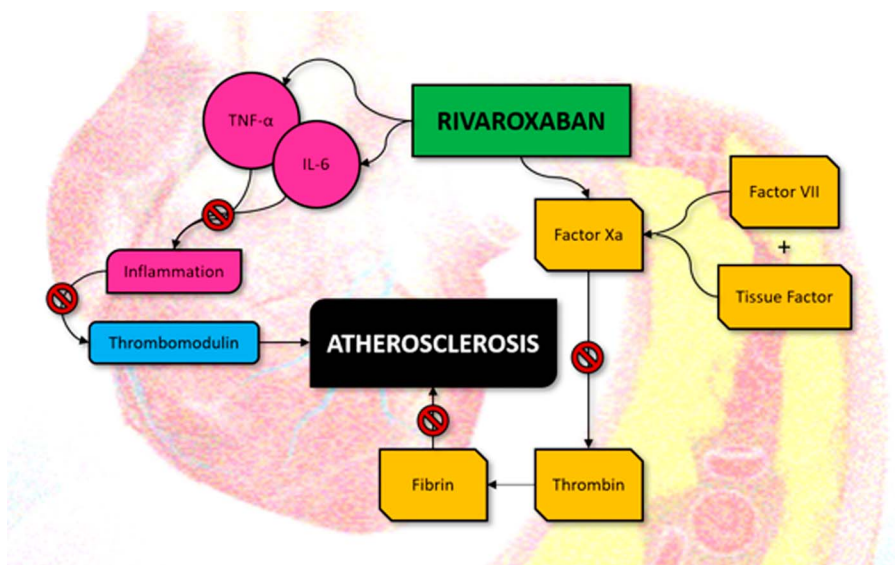 RIVAROXABAN
TNF-α
IL-6
Factor VII
+
Factor Xa
Tissue Factor
Inflammation
Thrombomodulin
ATHEROSCLEROSIS
Fibrin
Thrombin